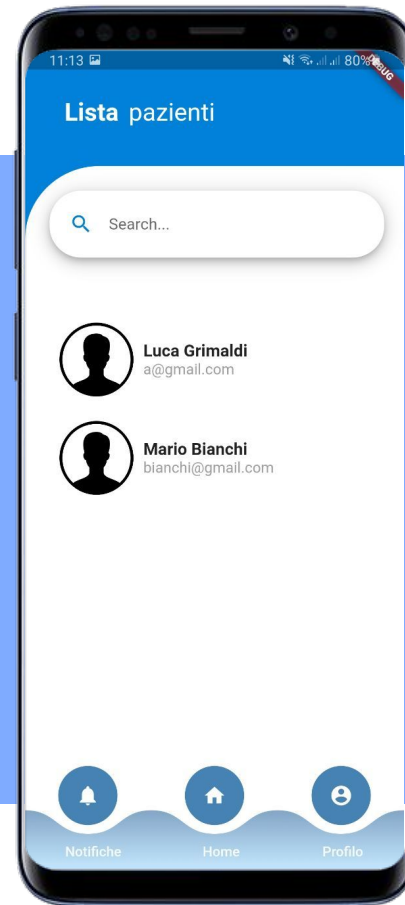 11:13
80%
DEBUG
Lista pazienti
Search...
Luca Grimaldi
a@gmail.com
Mario Bianchi
bianchi@gmail.com
Notifiche Home Profilo